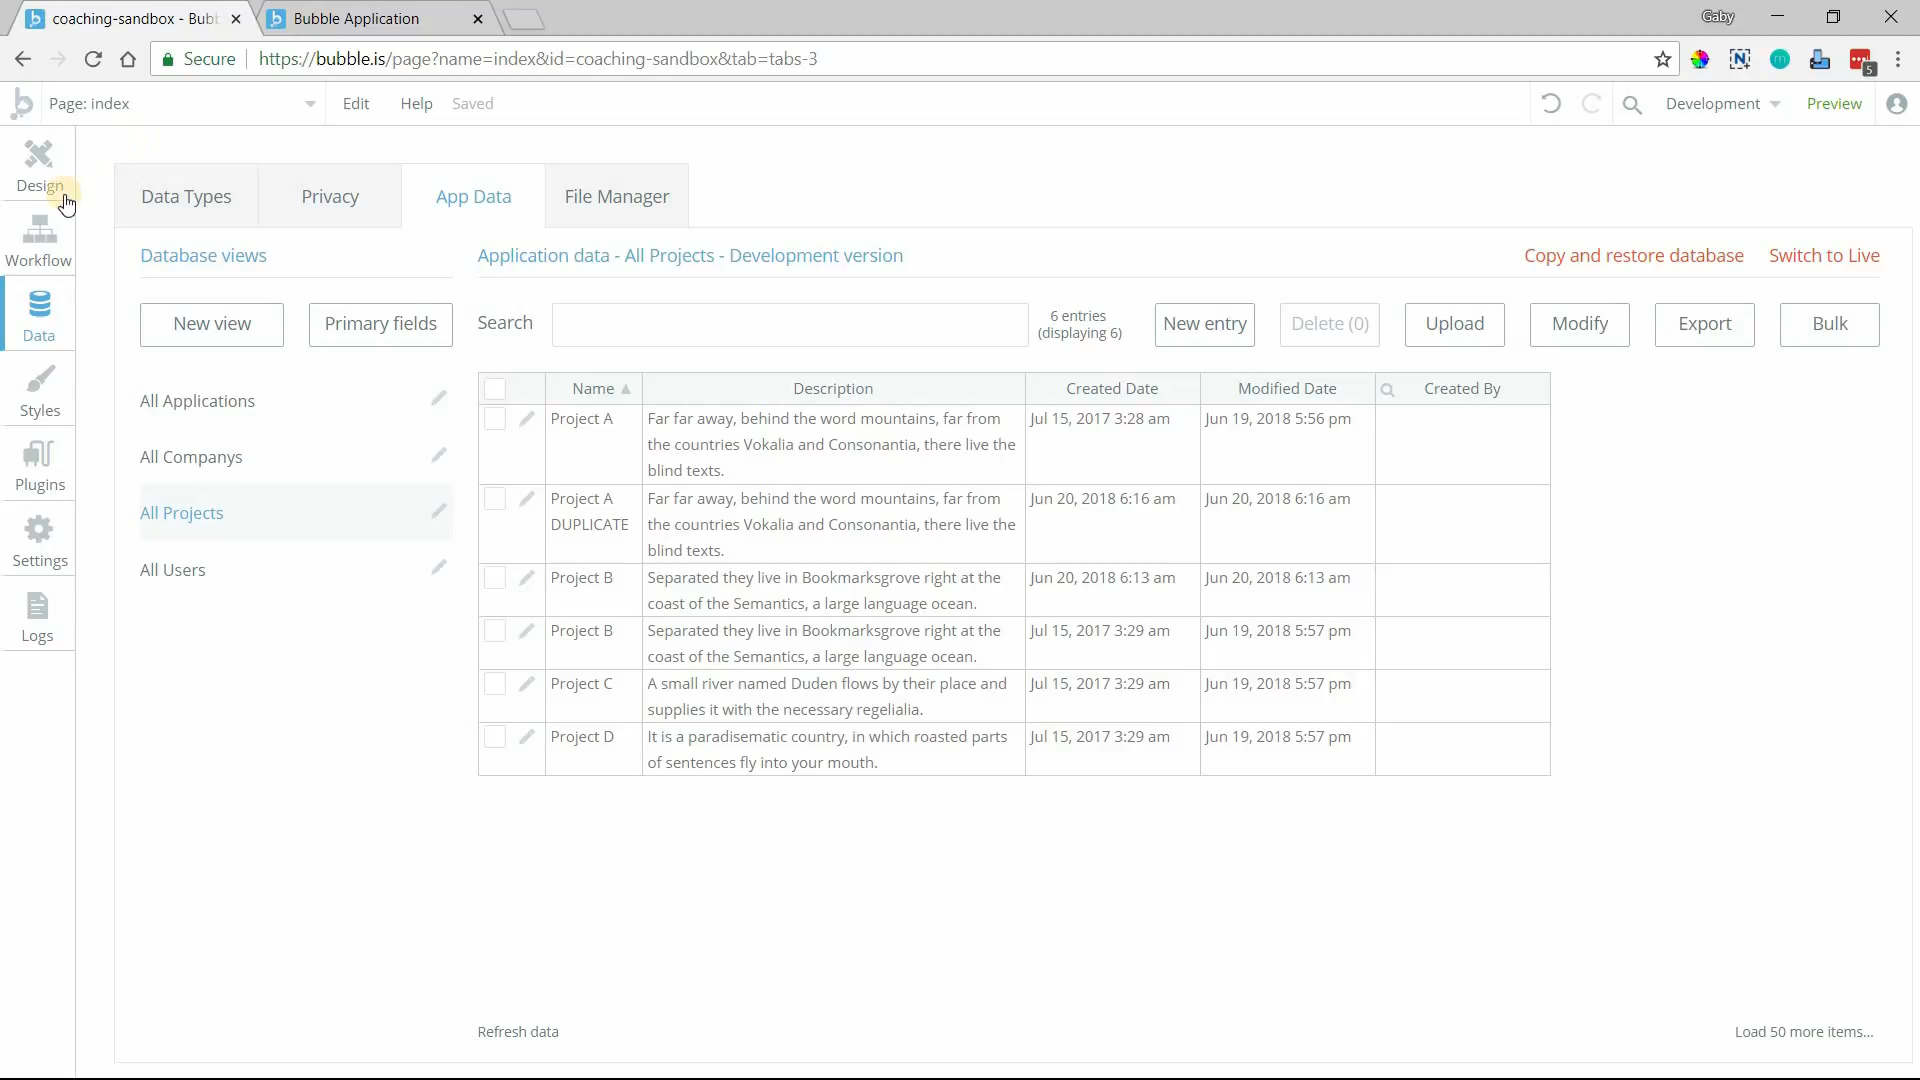 coaching-sandbox - Bubb
Bubble Application
Gaby
Secure
https://bubble.is/page?name=index&id=coaching-sandbox&tab=tabs-3
5
Page: index
Edit
Help
Saved
Development
Preview
Design
Workflow
Data
Styles
Plugins
Settings
Logs
Data Types
Privacy
App Data
File Manager
Database views
Application data - All Projects - Development version
Copy and restore database
Switch to Live
New view
Primary fields
Search
6 entries
(displaying 6)
New entry
Delete (0)
Upload
Modify
Export
Bulk
All Applications
All Companys
All Projects
All Users
Name
Description
Created Date
Modified Date
Created By
Project A
Far far away, behind the word mountains, far from
the countries Vokalia and Consonantia, there live the
blind texts.
Jul 15, 2017 3:28 am
Jun 19, 2018 5:56 pm
Project A
DUPLICATE
Far far away, behind the word mountains, far from
the countries Vokalia and Consonantia, there live the
blind texts.
Jun 20, 2018 6:16 am
Jun 20, 2018 6:16 am
Project B
Separated they live in Bookmarksgrove right at the
coast of the Semantics, a large language ocean.
Jun 20, 2018 6:13 am
Jun 20, 2018 6:13 am
Project B
Separated they live in Bookmarksgrove right at the
coast of the Semantics, a large language ocean.
Jul 15, 2017 3:29 am
Jun 19, 2018 5:57 pm
Project C
A small river named Duden flows by their place and
supplies it with the necessary regelialia.
Jul 15, 2017 3:29 am
Jun 19, 2018 5:57 pm
Project D
It is a paradisematic country, in which roasted parts
of sentences fly into your mouth.
Jul 15, 2017 3:29 am
Jun 19, 2018 5:57 pm
Refresh data
Load 50 more items...